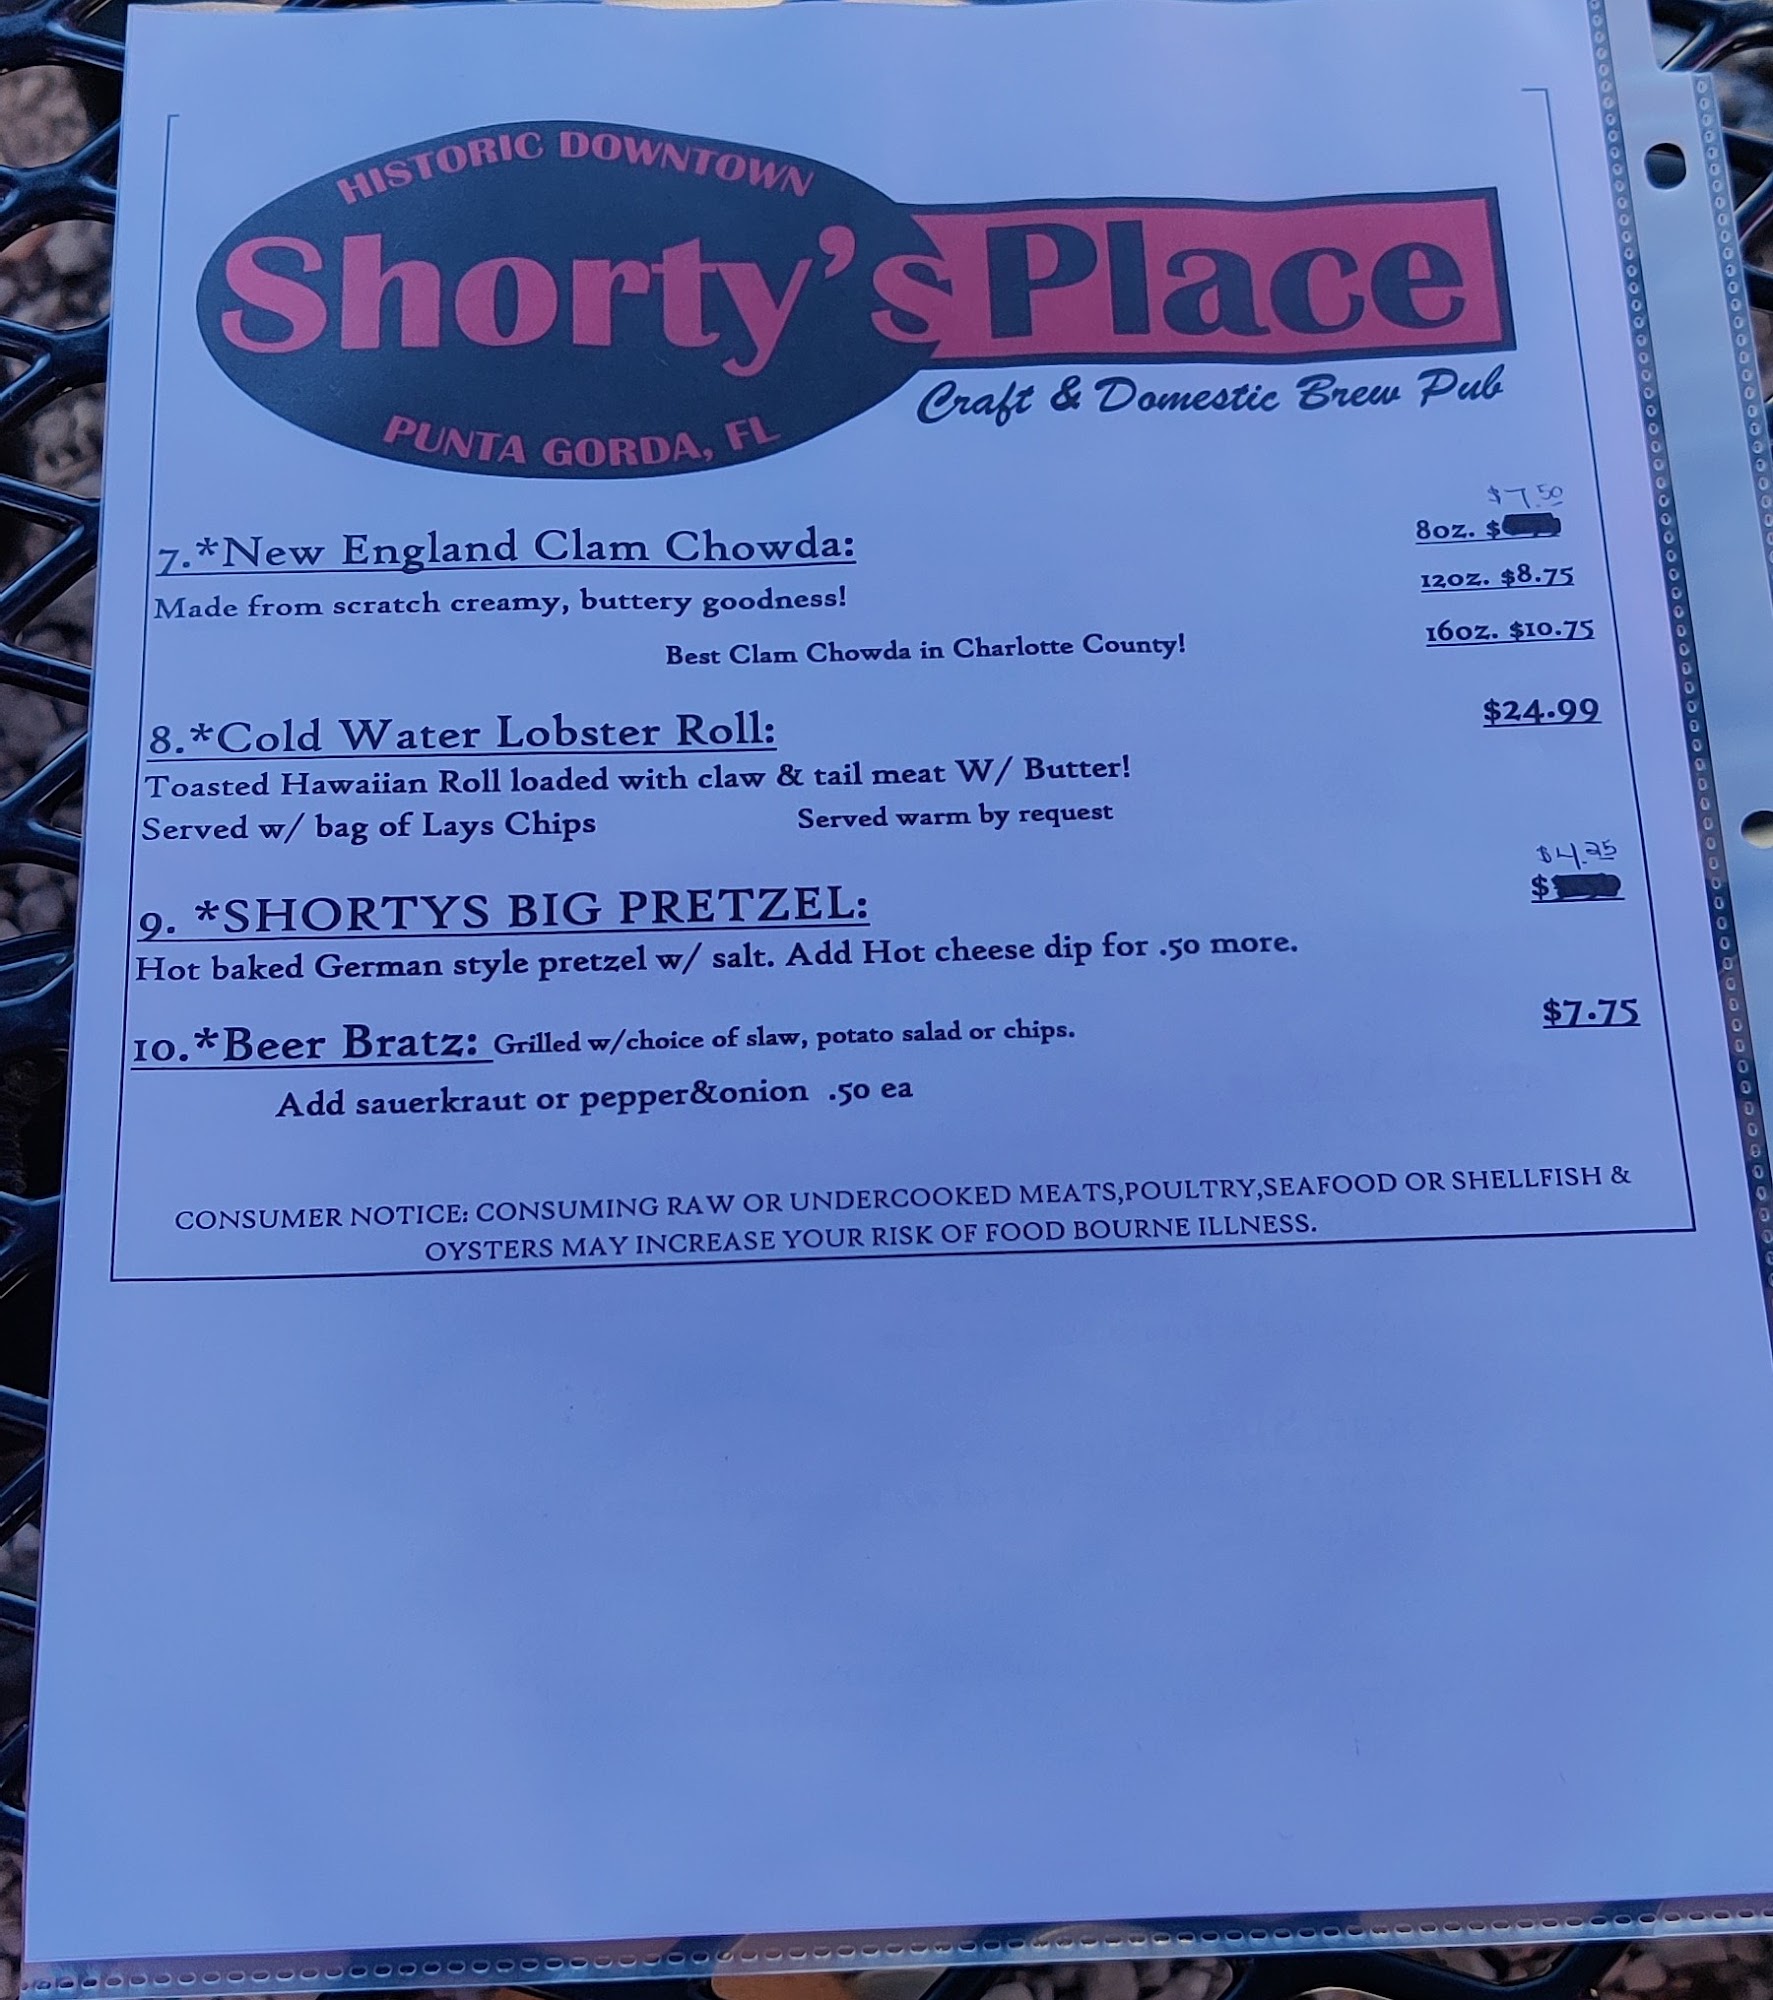 HISTORIC DOWNTOWN
Shorty's Place
PUNTA GORDA, FL
Craft & Domestic Brew Pub
$7.50
7.*New England Clam Chowda: 8oz. $
Made from scratch creamy, buttery goodness! 12oz. $8.75
Best Clam Chowda in Charlotte County! 16oz. $10.75
8.*Cold Water Lobster Roll: $24.99
Toasted Hawaiian Roll loaded with claw & tail meat W/ Butter!
Served w/ bag of Lays Chips Served warm by request
$4.25
9. *SHORTYS BIG PRETZEL: $
Hot baked German style pretzel w/ salt. Add Hot cheese dip for .50 more.
10.*Beer Bratz: Grilled w/choice of slaw, potato salad or chips. $7.75
Add sauerkraut or pepper&onion .50 ea
CONSUMER NOTICE: CONSUMING RAW OR UNDERCOOKED MEATS,POULTRY,SEAFOOD OR SHELLFISH &
OYSTERS MAY INCREASE YOUR RISK OF FOOD BOURNE ILLNESS.